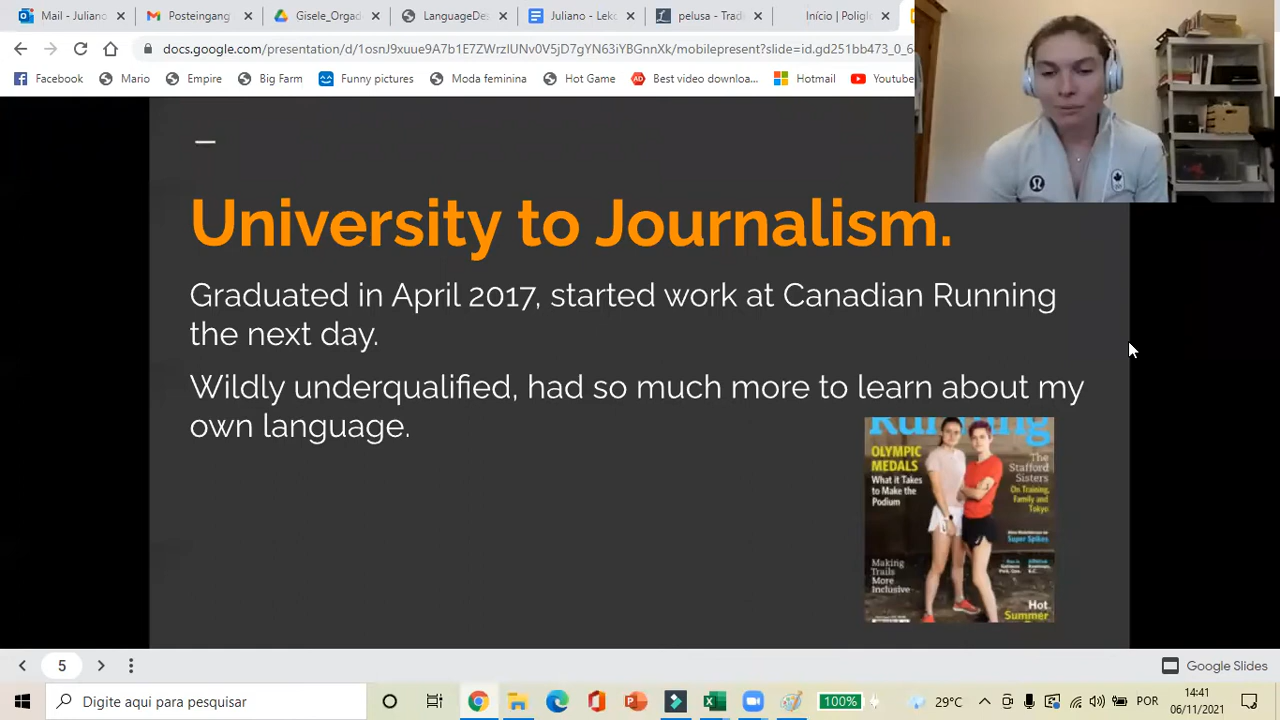 Mail - Juliano
Posteingang
Gisele_Orgad
LanguageDe
Juliano - Leko
pelusa - trad
Início | Poligl
docs.google.com/presentation/d/1osnJ9xuue9A7b1E7ZWrzIUNv0V5jD7gYN63iYBGnnXk/mobilepresent?slide=id.gd251bb473_0_6
Facebook
Mario
Empire
Big Farm
Funny pictures
Moda feminina
Hot Game
Best video downloa...
Hotmail
Youtube
University to Journalism.
Graduated in April 2017, started work at Canadian Running
the next day.
Wildly underqualified, had so much more to learn about my
own language.
Running
OLYMPIC
MEDALS
What it Takes
to Make the
Podium
The
Stafford
Sisters
On Training,
Family and
Tokyo
Super Spikes
Making
Trails
More
Inclusive
Hot
Summer
5
Google Slides
Digite aqui para pesquisar
100%
29°C
POR
14:41
06/11/2021